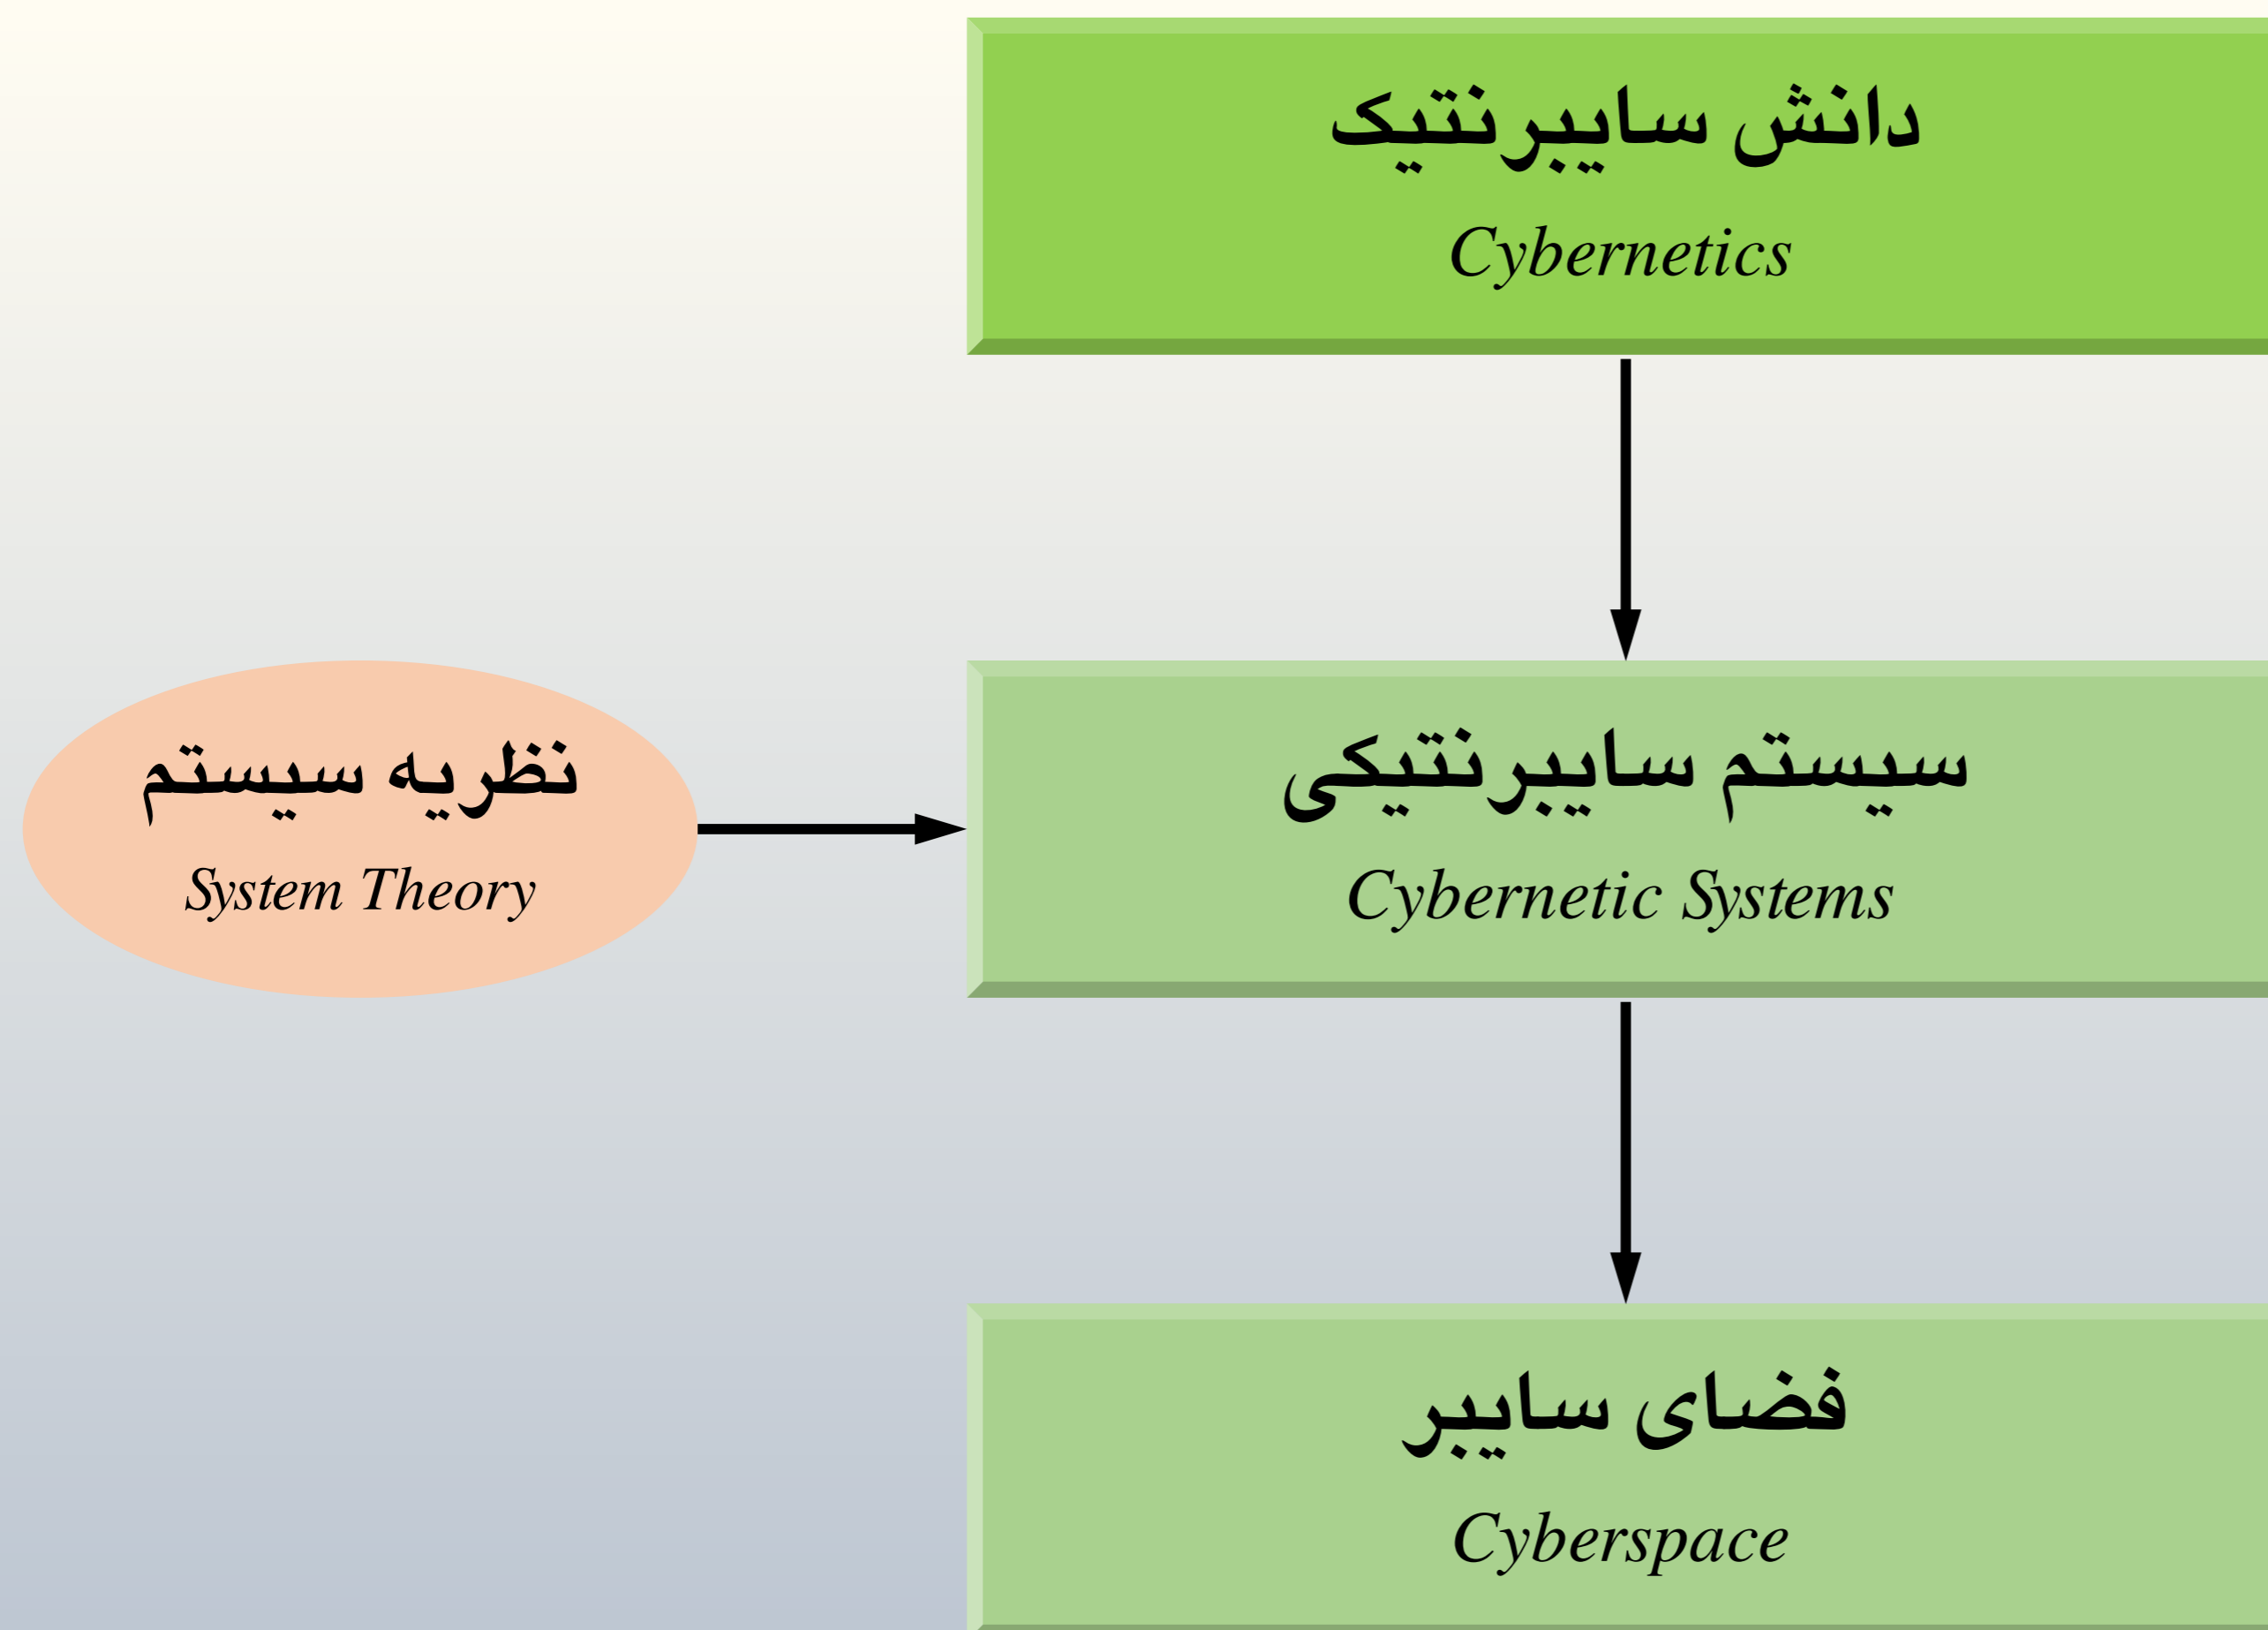 دانش سایبرنتیک
Cybernetics
نظریه سیستم
System Theory
سیستم سایبرنتیکی
Cybernetic Systems
فضای سایبر
Cyberspace